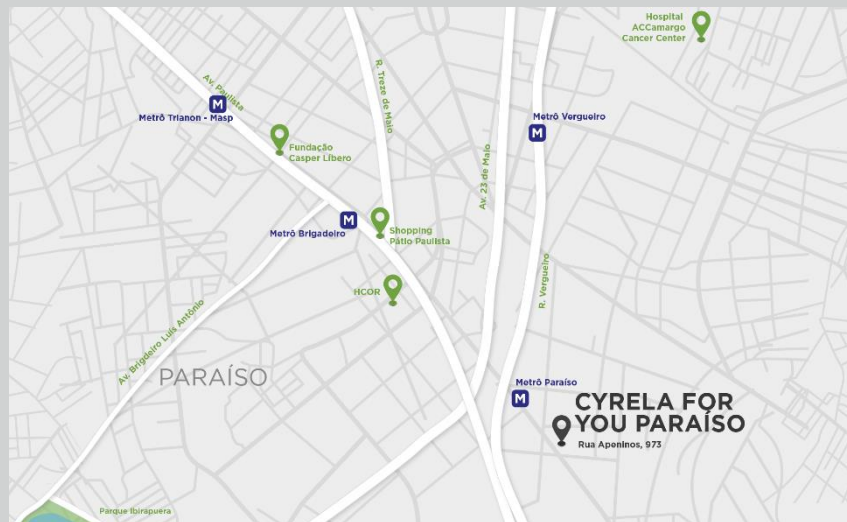 Hospital
ACCamargo
Cancer Center
Av. Paulista
R. Treze de Maio
Metrô Trianon - Masp
Metrô Vergueiro
Fundação
Casper Líbero
Av. 23 de Maio
Shopping
Pátio Paulista
Metrô Brigadeiro
HCOR
R. Vergueiro
Av. Brigdeiro Luís Antônio
PARAÍSO
Metrô Paraíso
CYRELA FOR
YOU PARAÍSO
Rua Apeninos, 973
Parque Ibirapuera
M
M
M
M